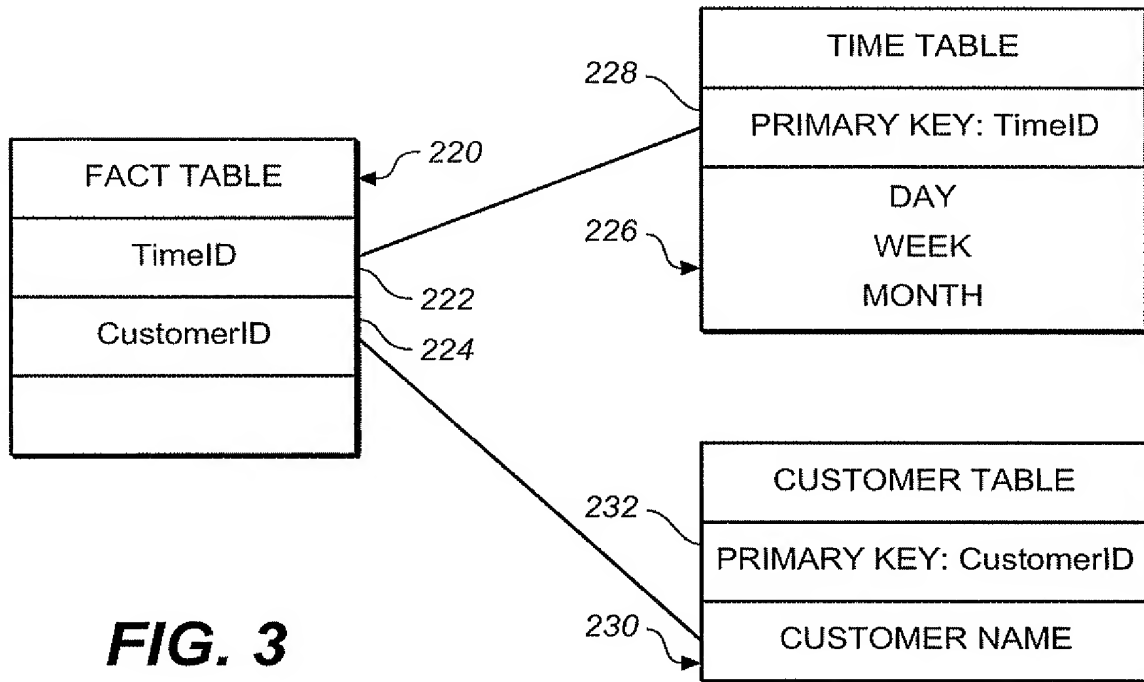 FACT TABLE
220
TimeID
222
CustomerID
224
TIME TABLE
228
PRIMARY KEY: TimeID
DAY
226
WEEK
MONTH
CUSTOMER TABLE
232
PRIMARY KEY: CustomerID
230
CUSTOMER NAME
FIG. 3